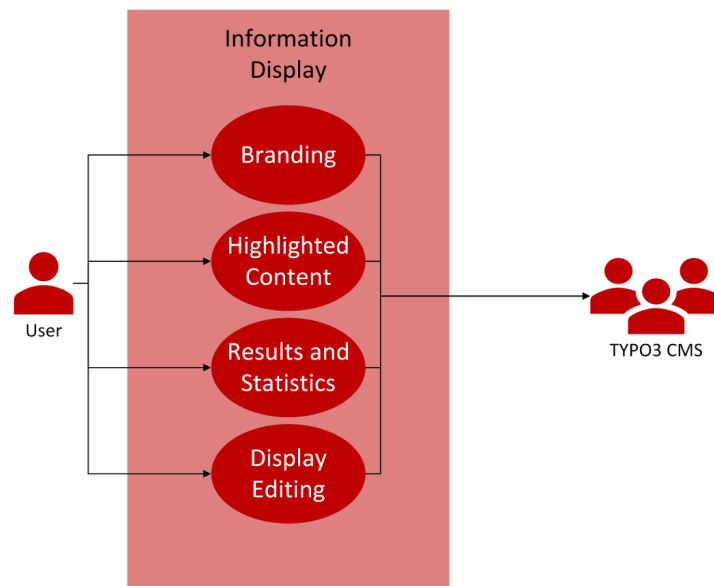 Information
Display
Branding
Highlighted
Content
User
Results and
Statistics
TYPO3 CMS
Display
Editing